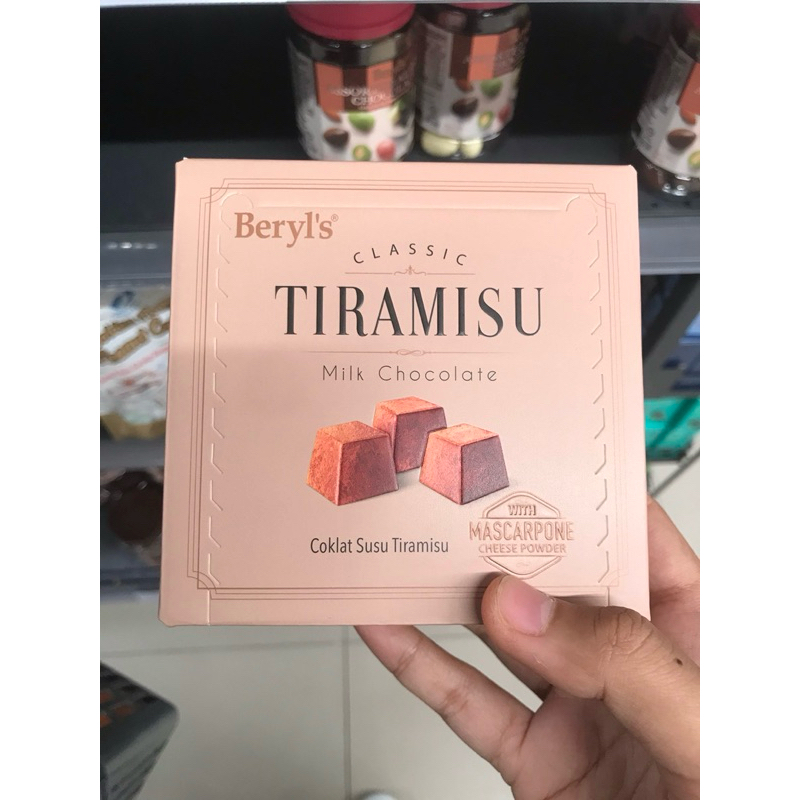 Beryl's®
CLASSIC
TIRAMISU
Milk Chocolate
WITH
MASCARPONE
CHEESE POWDER
Coklat Susu Tiramisu